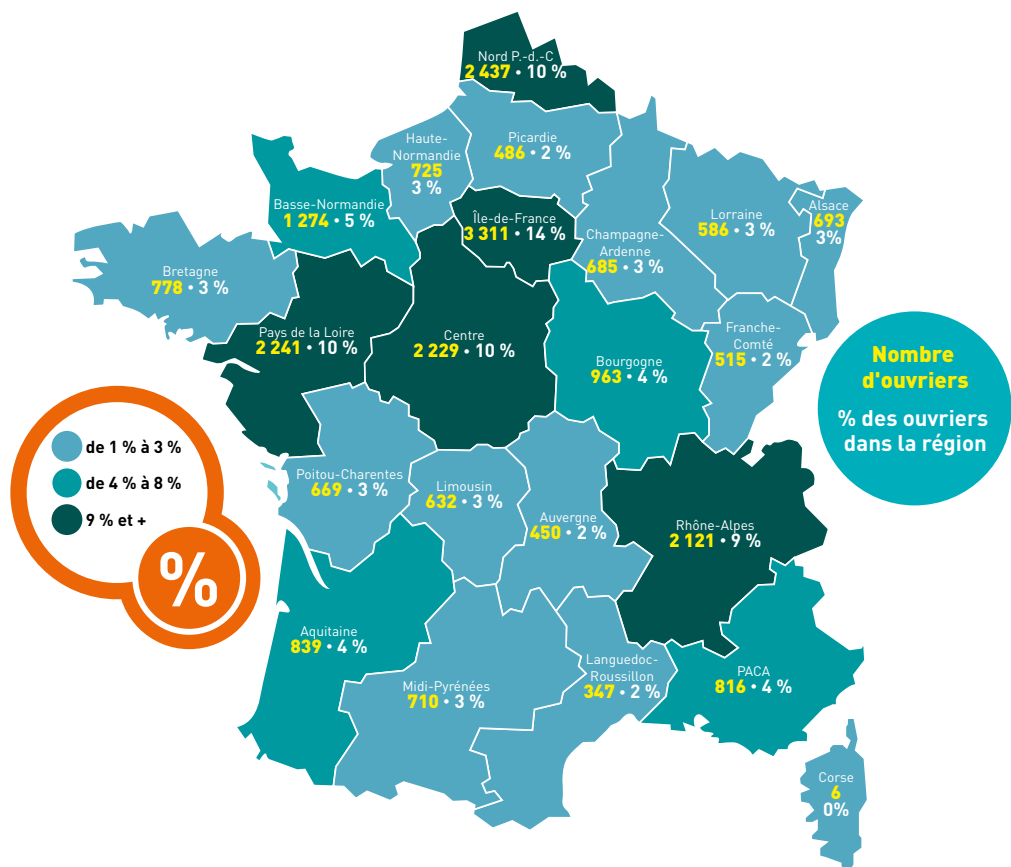 Nord P.-d.-C
2 437 • 10 %
Haute-
Normandie
725
3 %
Picardie
486 • 2 %
Basse-Normandie
1 274 • 5 %
Île-de-France
3 311 • 14 %
Champagne-
Ardenne
685 • 3 %
Lorraine
586 • 3 %
Alsace
693
3%
Bretagne
778 • 3 %
Pays de la Loire
2 241 • 10 %
Centre
2 229 • 10 %
Bourgogne
963 • 4 %
Franche-
Comté
515 • 2 %
Nombre
d'ouvriers
% des ouvriers
dans la région
de 1 % à 3 %
de 4 % à 8 %
9 % et +
%
Poitou-Charentes
669 • 3 %
Limousin
632 • 3 %
Auvergne
450 • 2 %
Rhône-Alpes
2 121 • 9 %
Aquitaine
839 • 4 %
Midi-Pyrénées
710 • 3 %
Languedoc-
Roussillon
347 • 2 %
PACA
816 • 4 %
Corse
6
0%